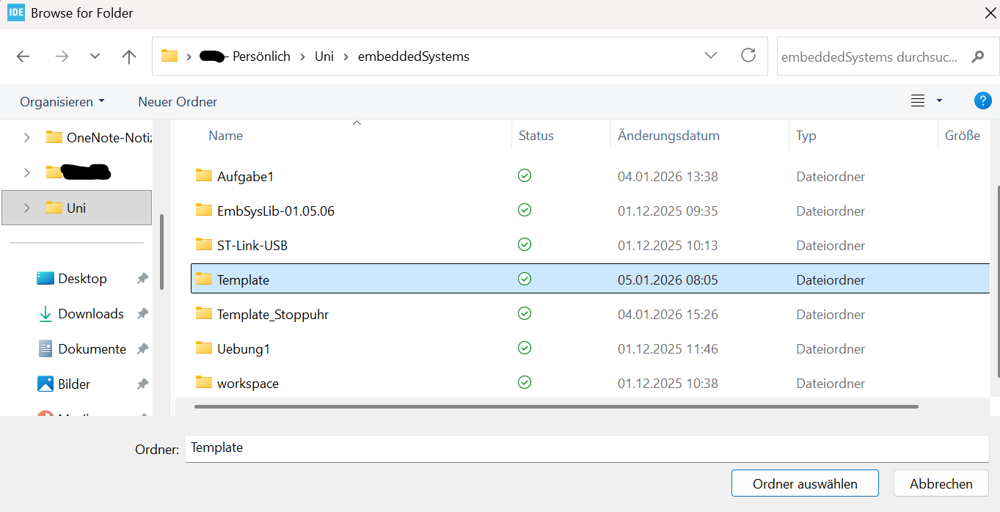 IDE Browse for Folder
- Persönlich > Uni > embeddedSystems
embeddedSystems durchsuc...
Organisieren Neuer Ordner
Name Status Änderungsdatum Typ Größe
OneNote-Notiz
Uni
Desktop
Downloads
Dokumente
Bilder
Aufgabe1 04.01.2026 13:38 Dateiordner
EmbSysLib-01.05.06 01.12.2025 09:35 Dateiordner
ST-Link-USB 01.12.2025 10:13 Dateiordner
Template 05.01.2026 08:05 Dateiordner
Template_Stoppuhr 04.01.2026 15:26 Dateiordner
Uebung1 01.12.2025 11:46 Dateiordner
workspace 01.12.2025 10:38 Dateiordner
Ordner: Template
Ordner auswählen Abbrechen